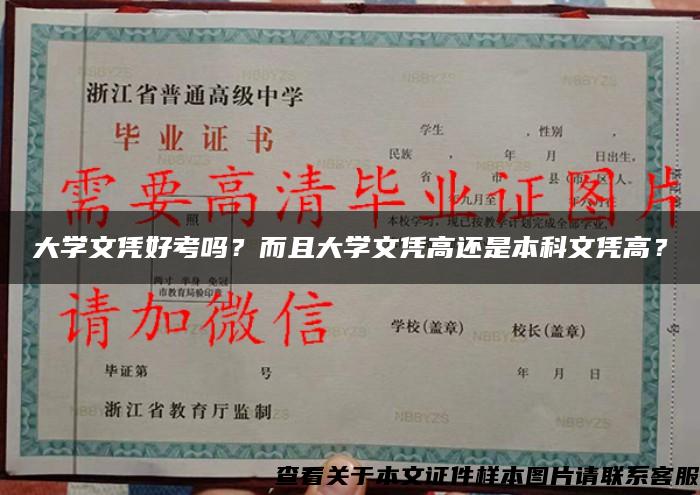 浙江省普通高级中学
毕业证书
学生 ，性别 ，
民族 ， 年 月 日出生，
省 市 县（市、区）人，
需要高清毕业证图片
年九月至 年六月在
本校学习，现已按教学计划完成全部学业，
照
大学文凭好考吗？而且大学文凭高还是本科文凭高？
两寸 半身 免冠
市教育局验印章
请加微信
学校(盖章) 校长(盖章)
毕证第 号 年 月 日
浙江省教育厅监制
NBBYZS
查看关于本文证件样本图片请联系客服